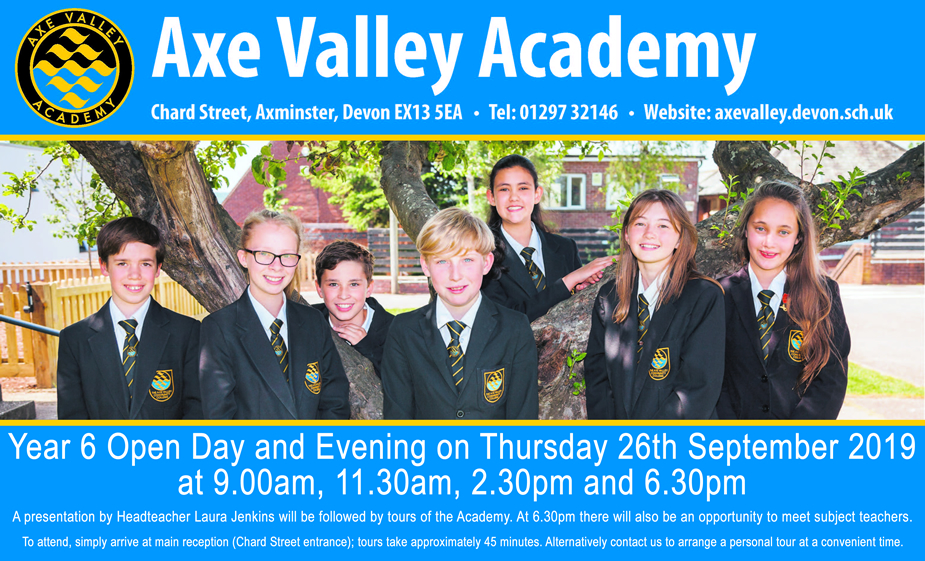 AXE VALLEY
ACADEMY
Axe Valley Academy
Chard Street, Axminster, Devon EX13 5EA • Tel: 01297 32146 • Website: axevalley.devon.sch.uk
Year 6 Open Day and Evening on Thursday 26th September 2019
at 9.00am, 11.30am, 2.30pm and 6.30pm
A presentation by Headteacher Laura Jenkins will be followed by tours of the Academy. At 6.30pm there will also be an opportunity to meet subject teachers.
To attend, simply arrive at main reception (Chard Street entrance); tours take approximately 45 minutes. Alternatively contact us to arrange a personal tour at a convenient time.